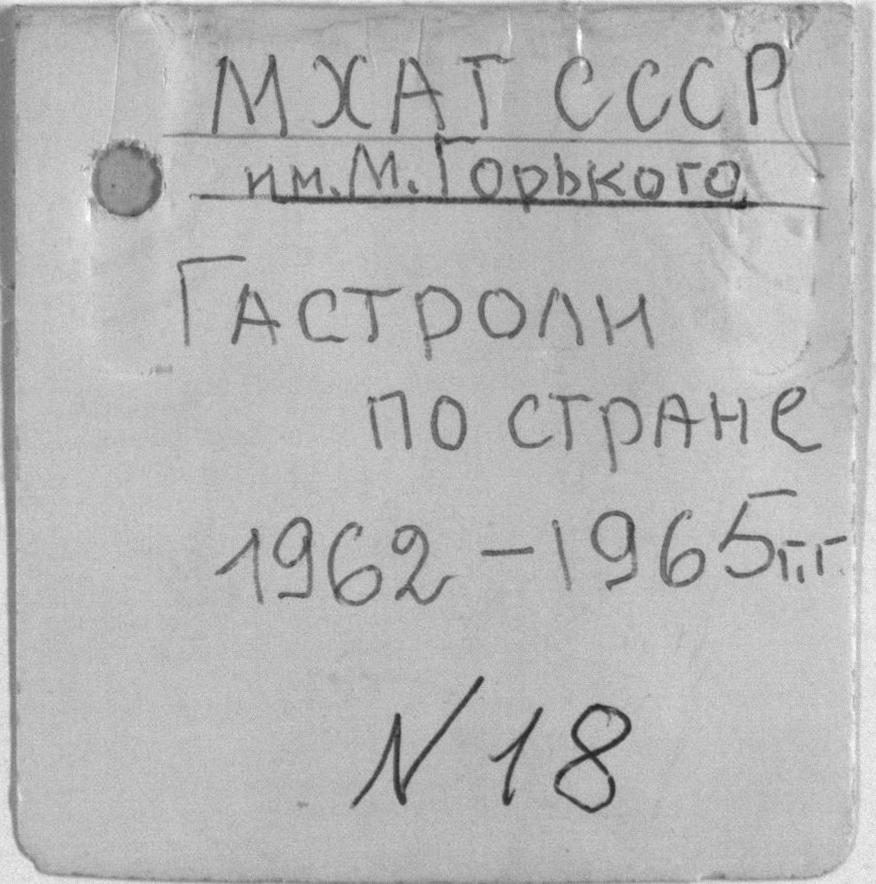 МХАТ СССР
им. М. Горького
Гастроли
по стране
1962-1965 г.г.
N 18